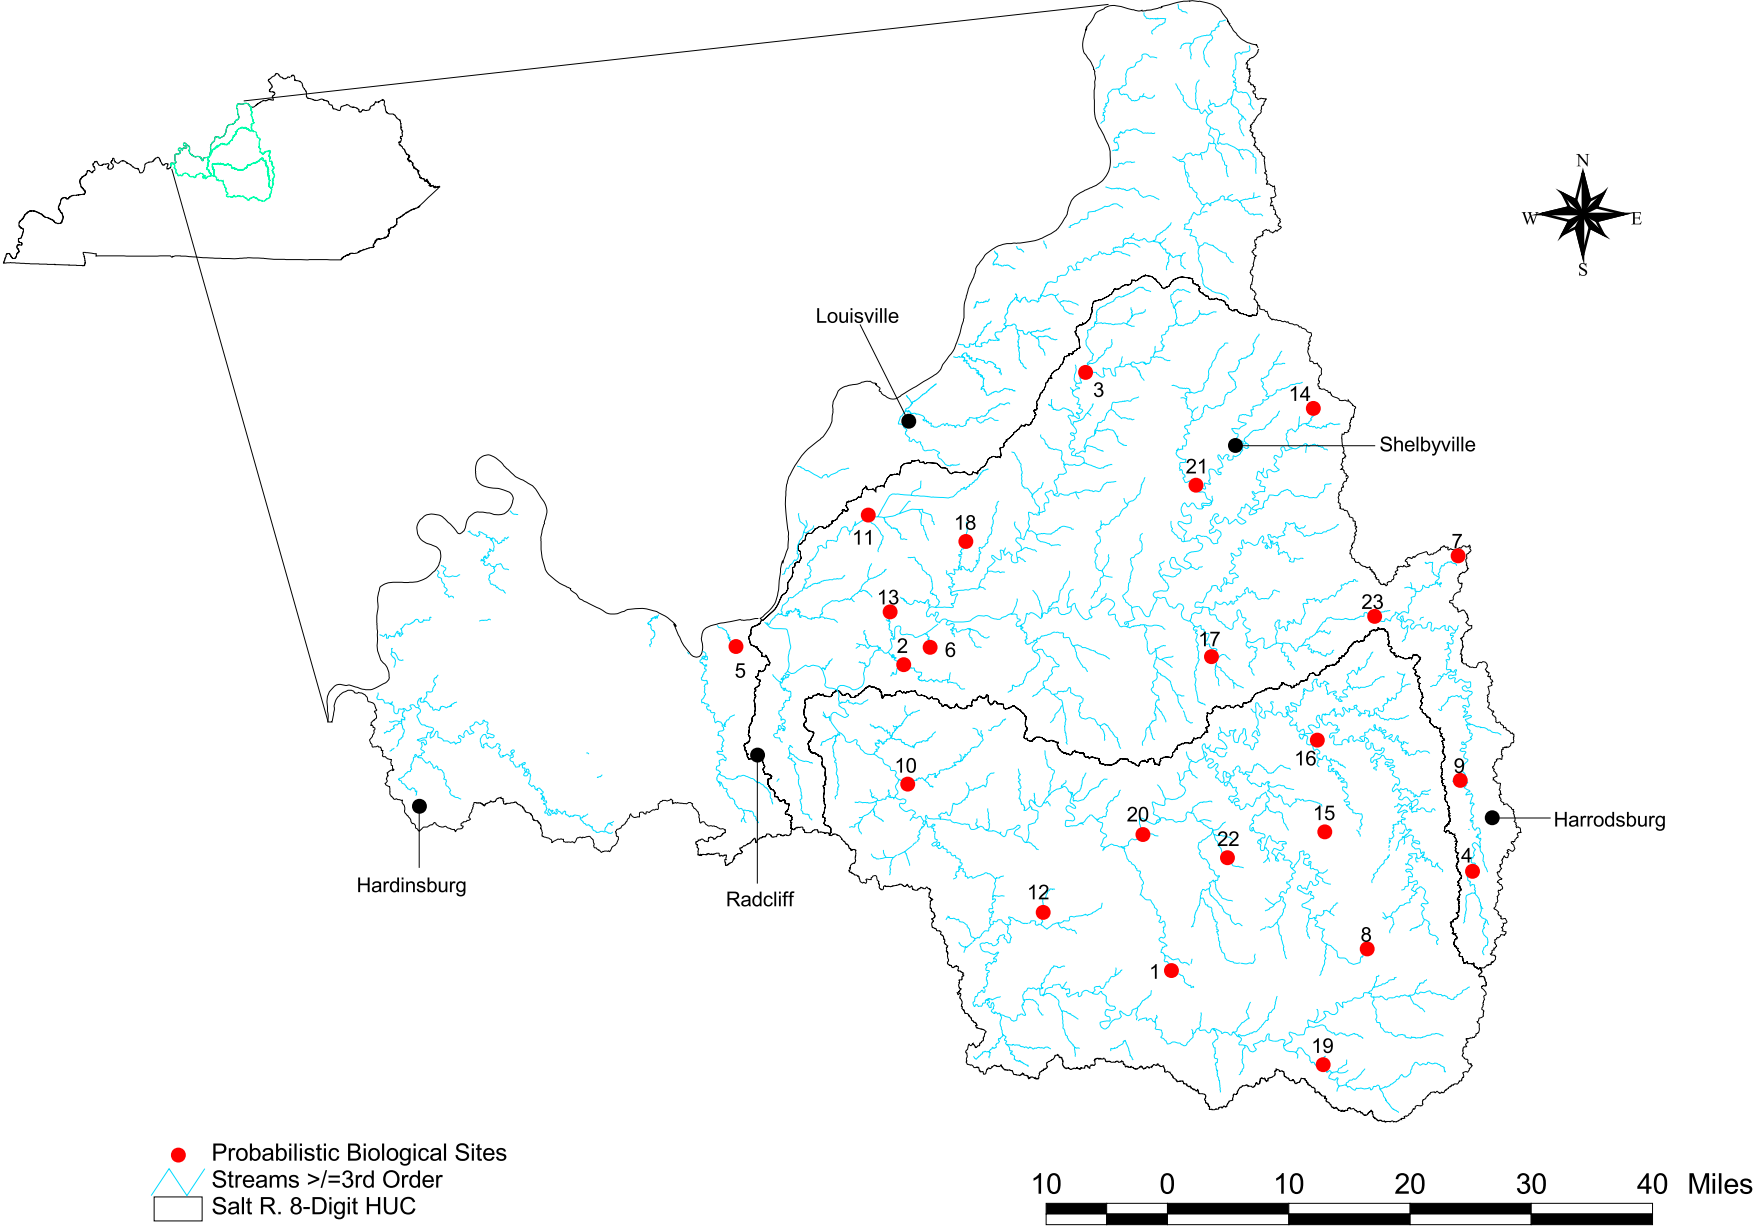 N
W E
S
Louisville
3
14
Shelbyville
21
11
18
7
13
23
2
6
17
5
16
10
9
20
15
Harrodsburg
22
4
Hardinsburg
Radcliff
12
8
1
19
Probabilistic Biological Sites
Streams >/=3rd Order
Salt R. 8-Digit HUC
10 0 10 20 30 40 Miles